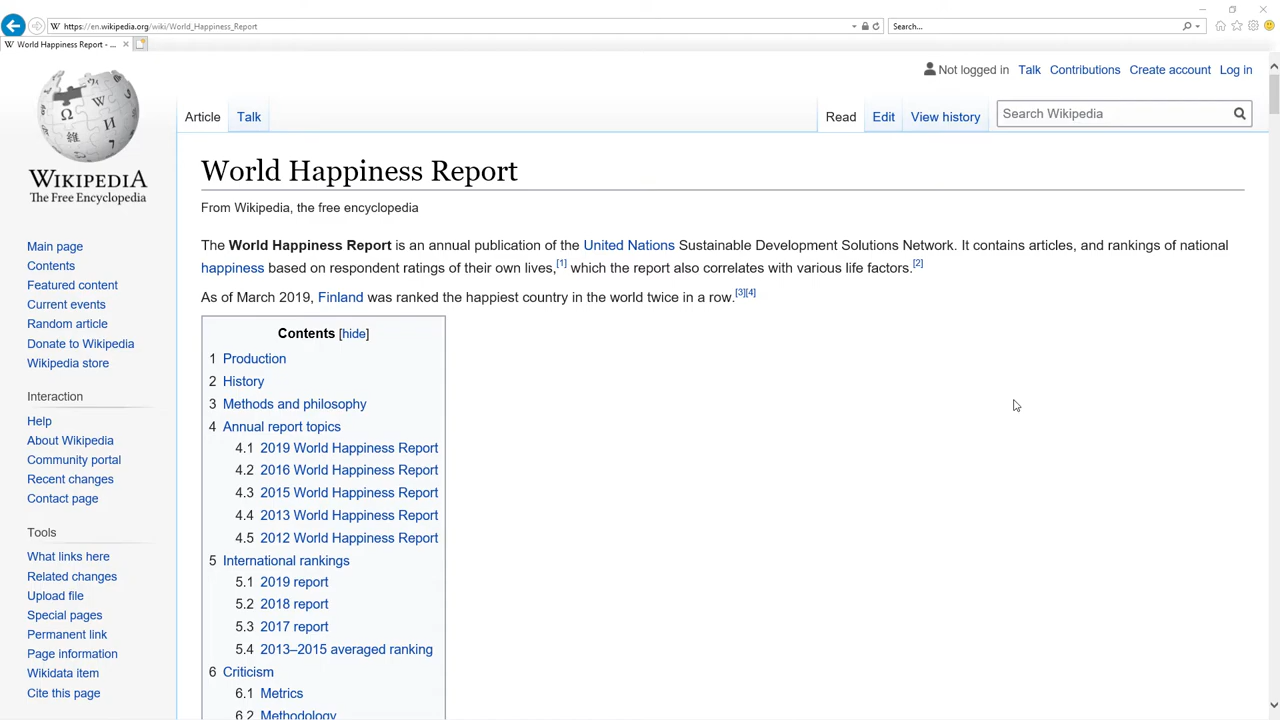 https://en.wikipedia.org/wiki/World_Happiness_Report
Search...
World Happiness Report - ...
Not logged in Talk Contributions Create account Log in
Article Talk Read Edit View history Search Wikipedia
WIKIPEDIA
The Free Encyclopedia
Main page
Contents
Featured content
Current events
Random article
Donate to Wikipedia
Wikipedia store
Interaction
Help
About Wikipedia
Community portal
Recent changes
Contact page
Tools
What links here
Related changes
Upload file
Special pages
Permanent link
Page information
Wikidata item
Cite this page
World Happiness Report
From Wikipedia, the free encyclopedia
The World Happiness Report is an annual publication of the United Nations Sustainable Development Solutions Network. It contains articles, and rankings of national
happiness based on respondent ratings of their own lives,[1] which the report also correlates with various life factors.[2]
As of March 2019, Finland was ranked the happiest country in the world twice in a row.[3][4]
Contents [hide]
1 Production
2 History
3 Methods and philosophy
4 Annual report topics
4.1 2019 World Happiness Report
4.2 2016 World Happiness Report
4.3 2015 World Happiness Report
4.4 2013 World Happiness Report
4.5 2012 World Happiness Report
5 International rankings
5.1 2019 report
5.2 2018 report
5.3 2017 report
5.4 2013–2015 averaged ranking
6 Criticism
6.1 Metrics
6.2 Methodology